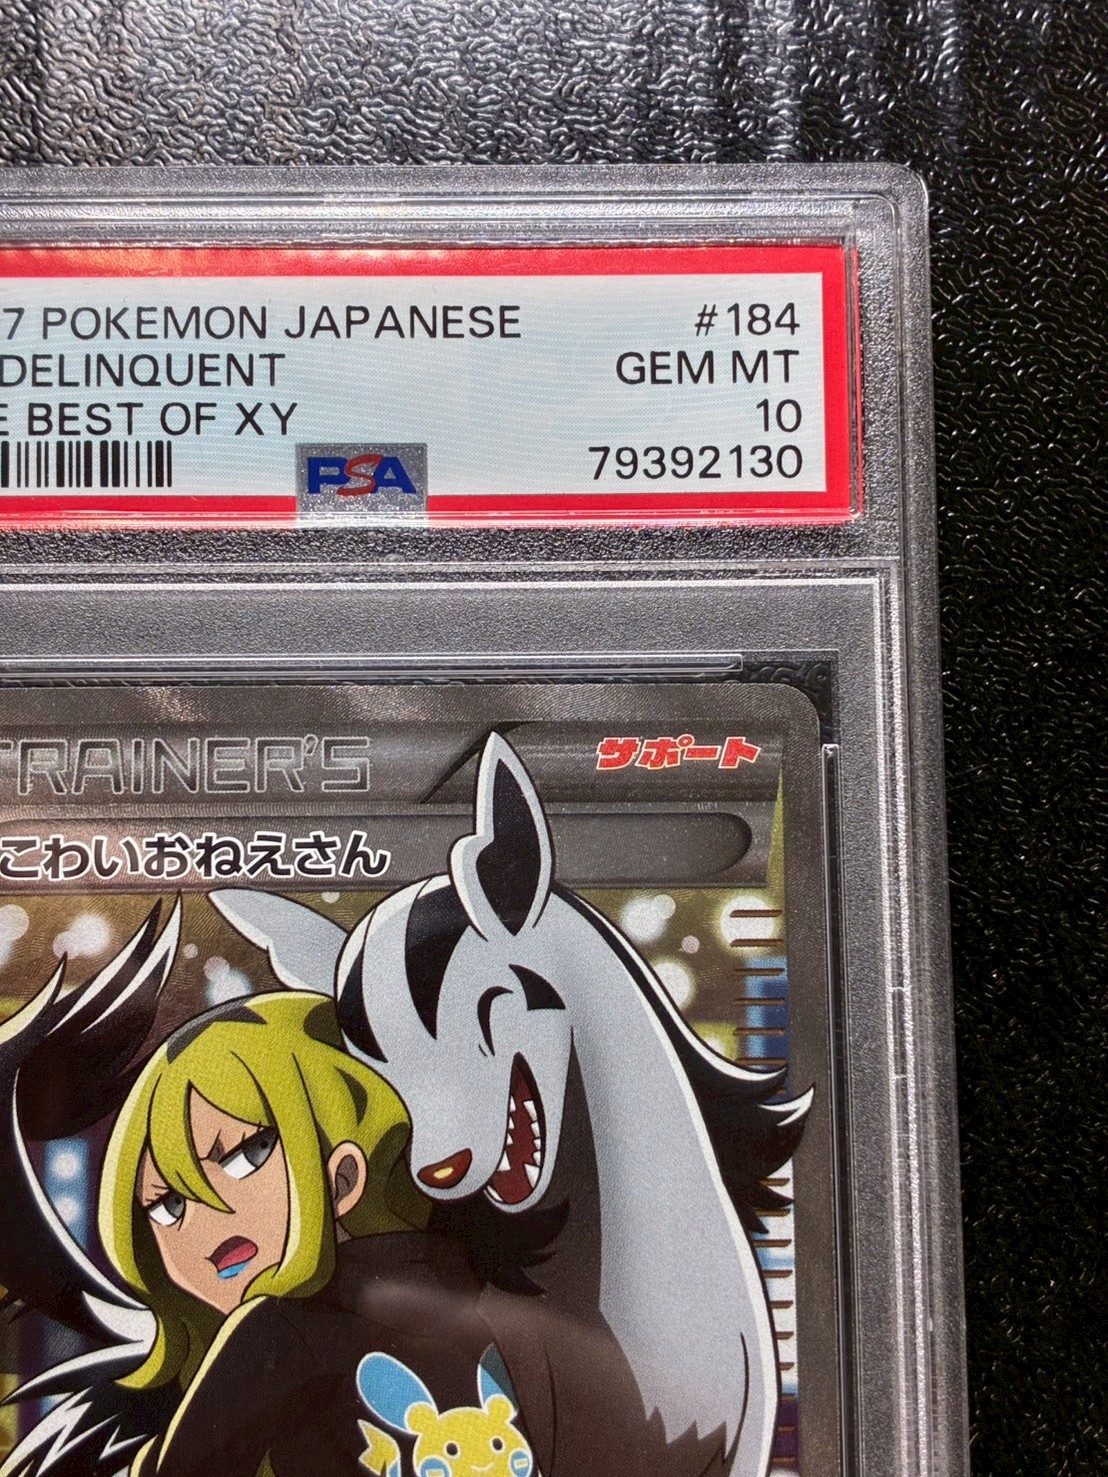 7 POKEMON JAPANESE #184
DELINQUENT GEM MT
E BEST OF XY 10
PSA 79392130
TRAINER'S サポート
こわいおねえさん